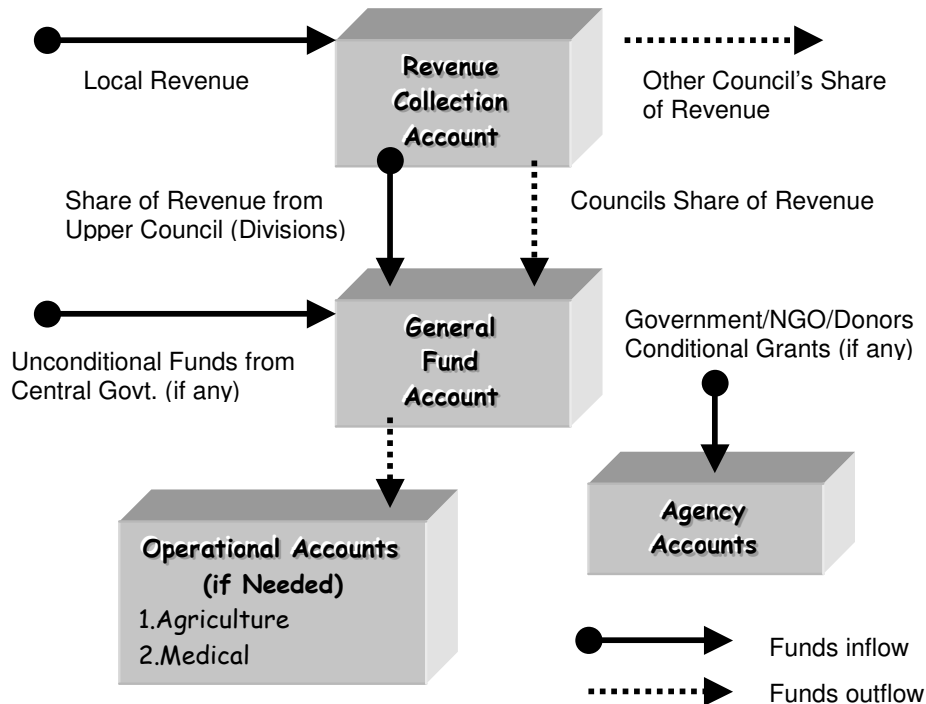 Local Revenue
Revenue
Collection
Account
Other Council's Share
of Revenue
Share of Revenue from
Upper Council (Divisions)
Councils Share of Revenue
Unconditional Funds from
Central Govt. (if any)
General
Fund
Account
Government/NGO/Donors
Conditional Grants (if any)
Operational Accounts
(if Needed)
1.Agriculture
2.Medical
Agency
Accounts
Funds inflow
Funds outflow